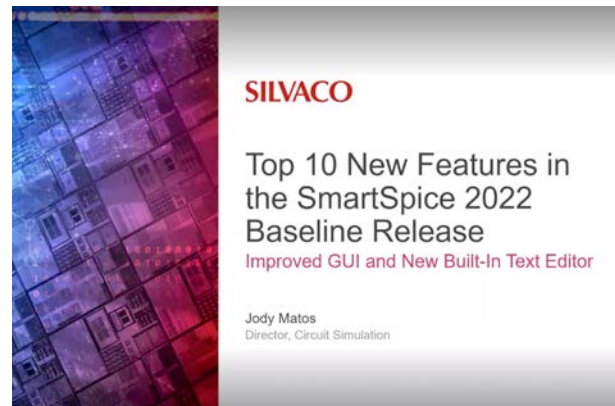 SILVACO
Top 10 New Features in
the SmartSpice 2022
Baseline Release
Improved GUI and New Built-In Text Editor
Jody Matos
Director, Circuit Simulation